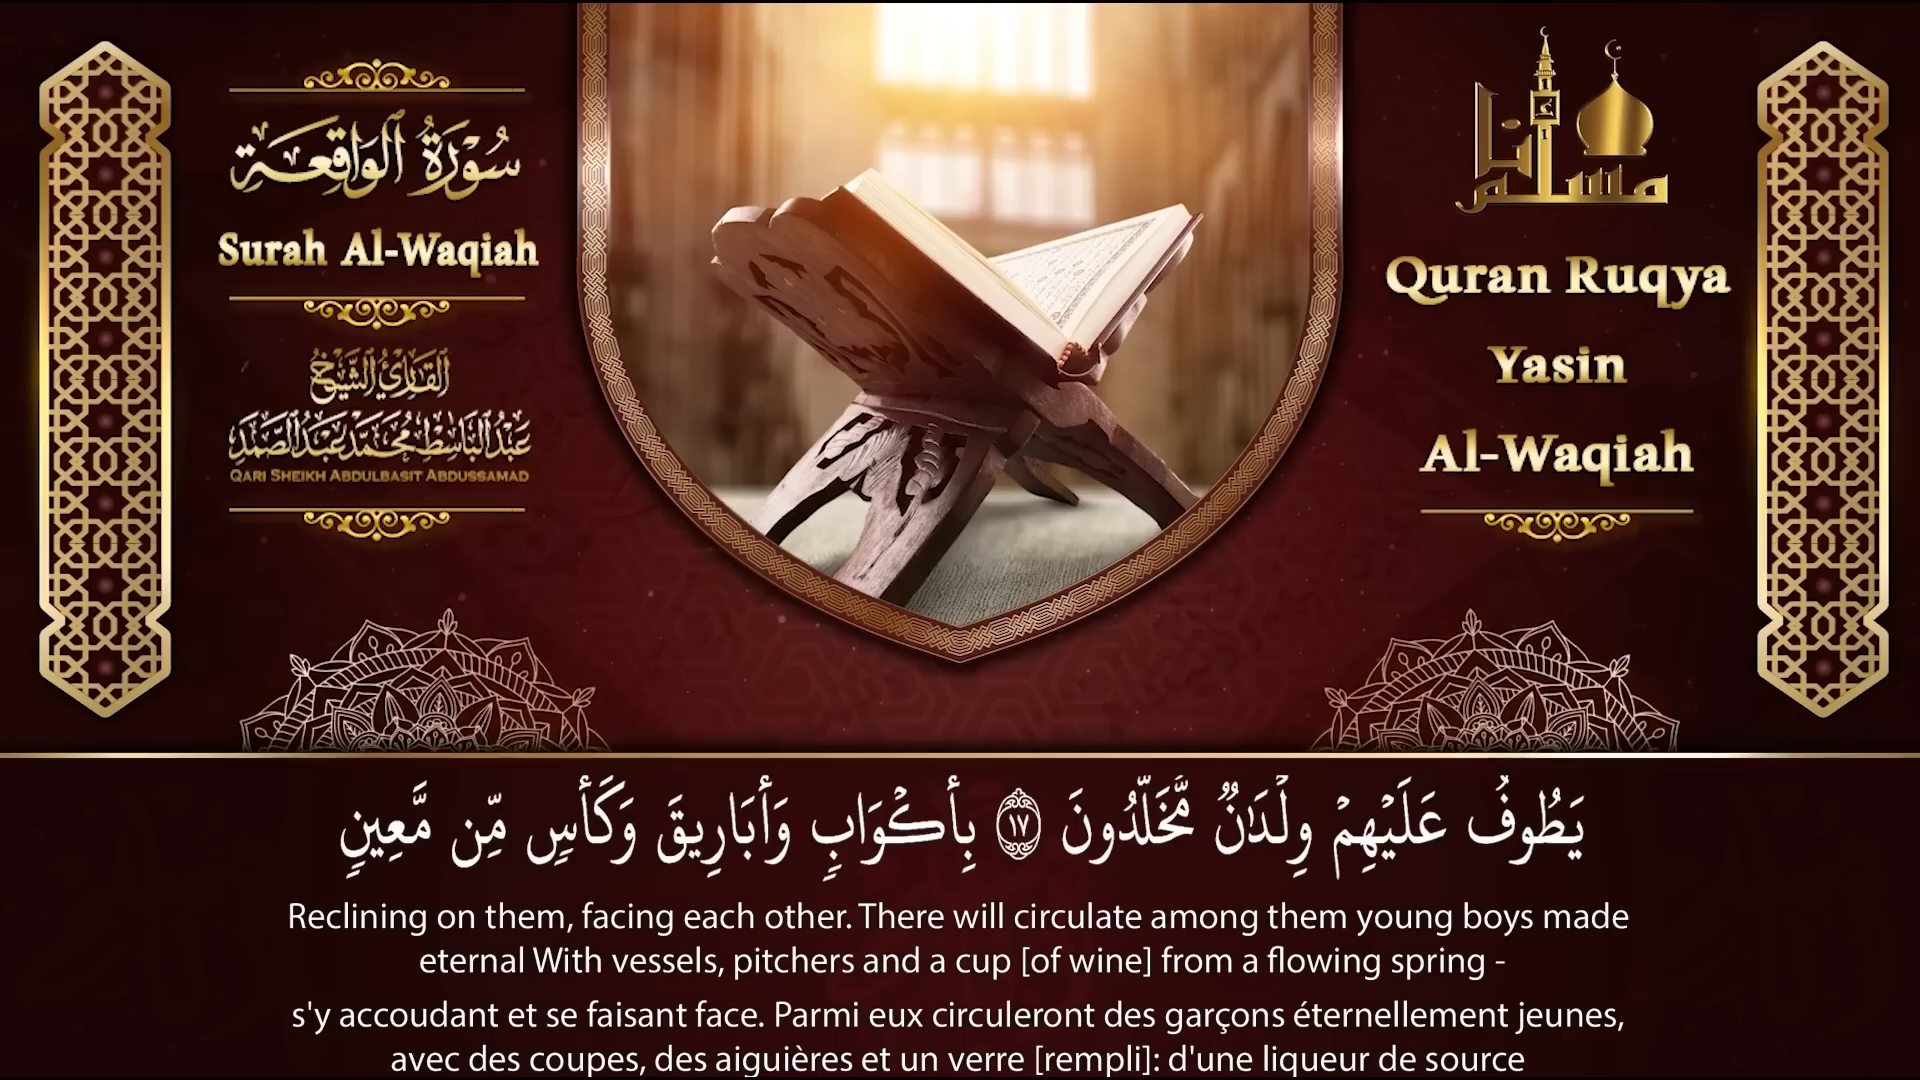 سُورَةُ الوَاقِعَة
Surah Al-Waqiah
القارئ الشيخ
عبد الباسط محمد عبد الصمد
QARI SHEIKH ABDULBASIT ABDUSSAMAD
أنا مسلم
Quran Ruqya
Yasin
Al-Waqiah
يَطُوفُ عَلَيْهِمْ وِلْدَٰنٌ مُّخَلَّدُونَ ١٧ بِأَكْوَابٍ وَأَبَارِيقَ وَكَأْسٍ مِّن مَّعِينٍ
Reclining on them, facing each other. There will circulate among them young boys made
eternal With vessels, pitchers and a cup [of wine] from a flowing spring -
s'y accoudant et se faisant face. Parmi eux circuleront des garçons éternellement jeunes,
avec des coupes, des aiguières et un verre [rempli]: d'une liqueur de source